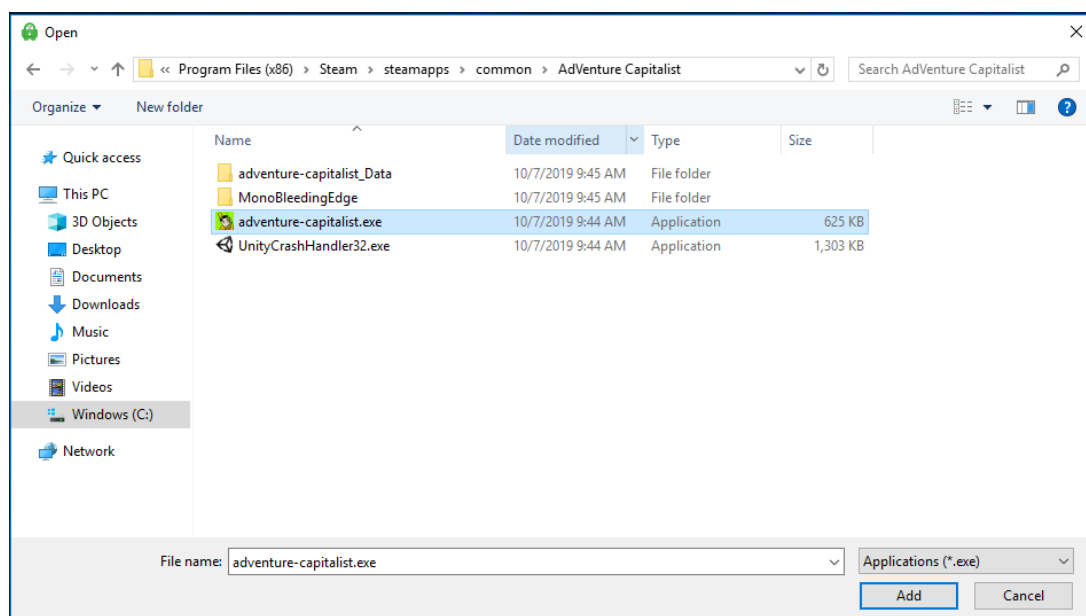 Open
« Program Files (x86) > Steam > steamapps > common > AdVenture Capitalist
Search AdVenture Capitalist
Organize
New folder
Name Date modified Type Size
Quick access
This PC
3D Objects
Desktop
Documents
Downloads
Music
Pictures
Videos
Windows (C:)
Network
adventure-capitalist_Data 10/7/2019 9:45 AM File folder
MonoBleedingEdge 10/7/2019 9:45 AM File folder
adventure-capitalist.exe 10/7/2019 9:44 AM Application 625 KB
UnityCrashHandler32.exe 10/7/2019 9:44 AM Application 1,303 KB
File name: adventure-capitalist.exe
Applications (*.exe)
Add Cancel